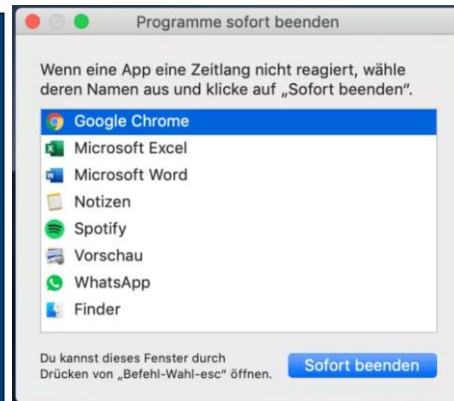 Programme sofort beenden
Wenn eine App eine Zeitlang nicht reagiert, wähle
deren Namen aus und klicke auf „Sofort beenden“.
Google Chrome
Microsoft Excel
Microsoft Word
Notizen
Spotify
Vorschau
WhatsApp
Finder
Du kannst dieses Fenster durch
Drücken von „Befehl-Wahl-esc“ öffnen.
Sofort beenden